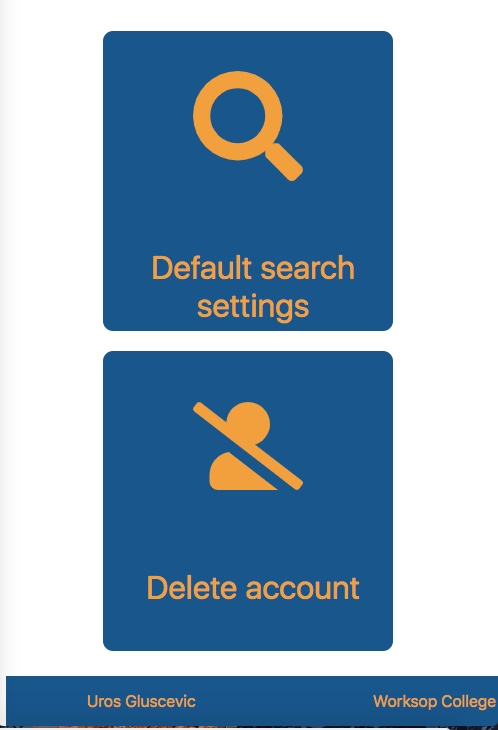 Default search
settings
Delete account
Uros Gluscevic
Worksop College